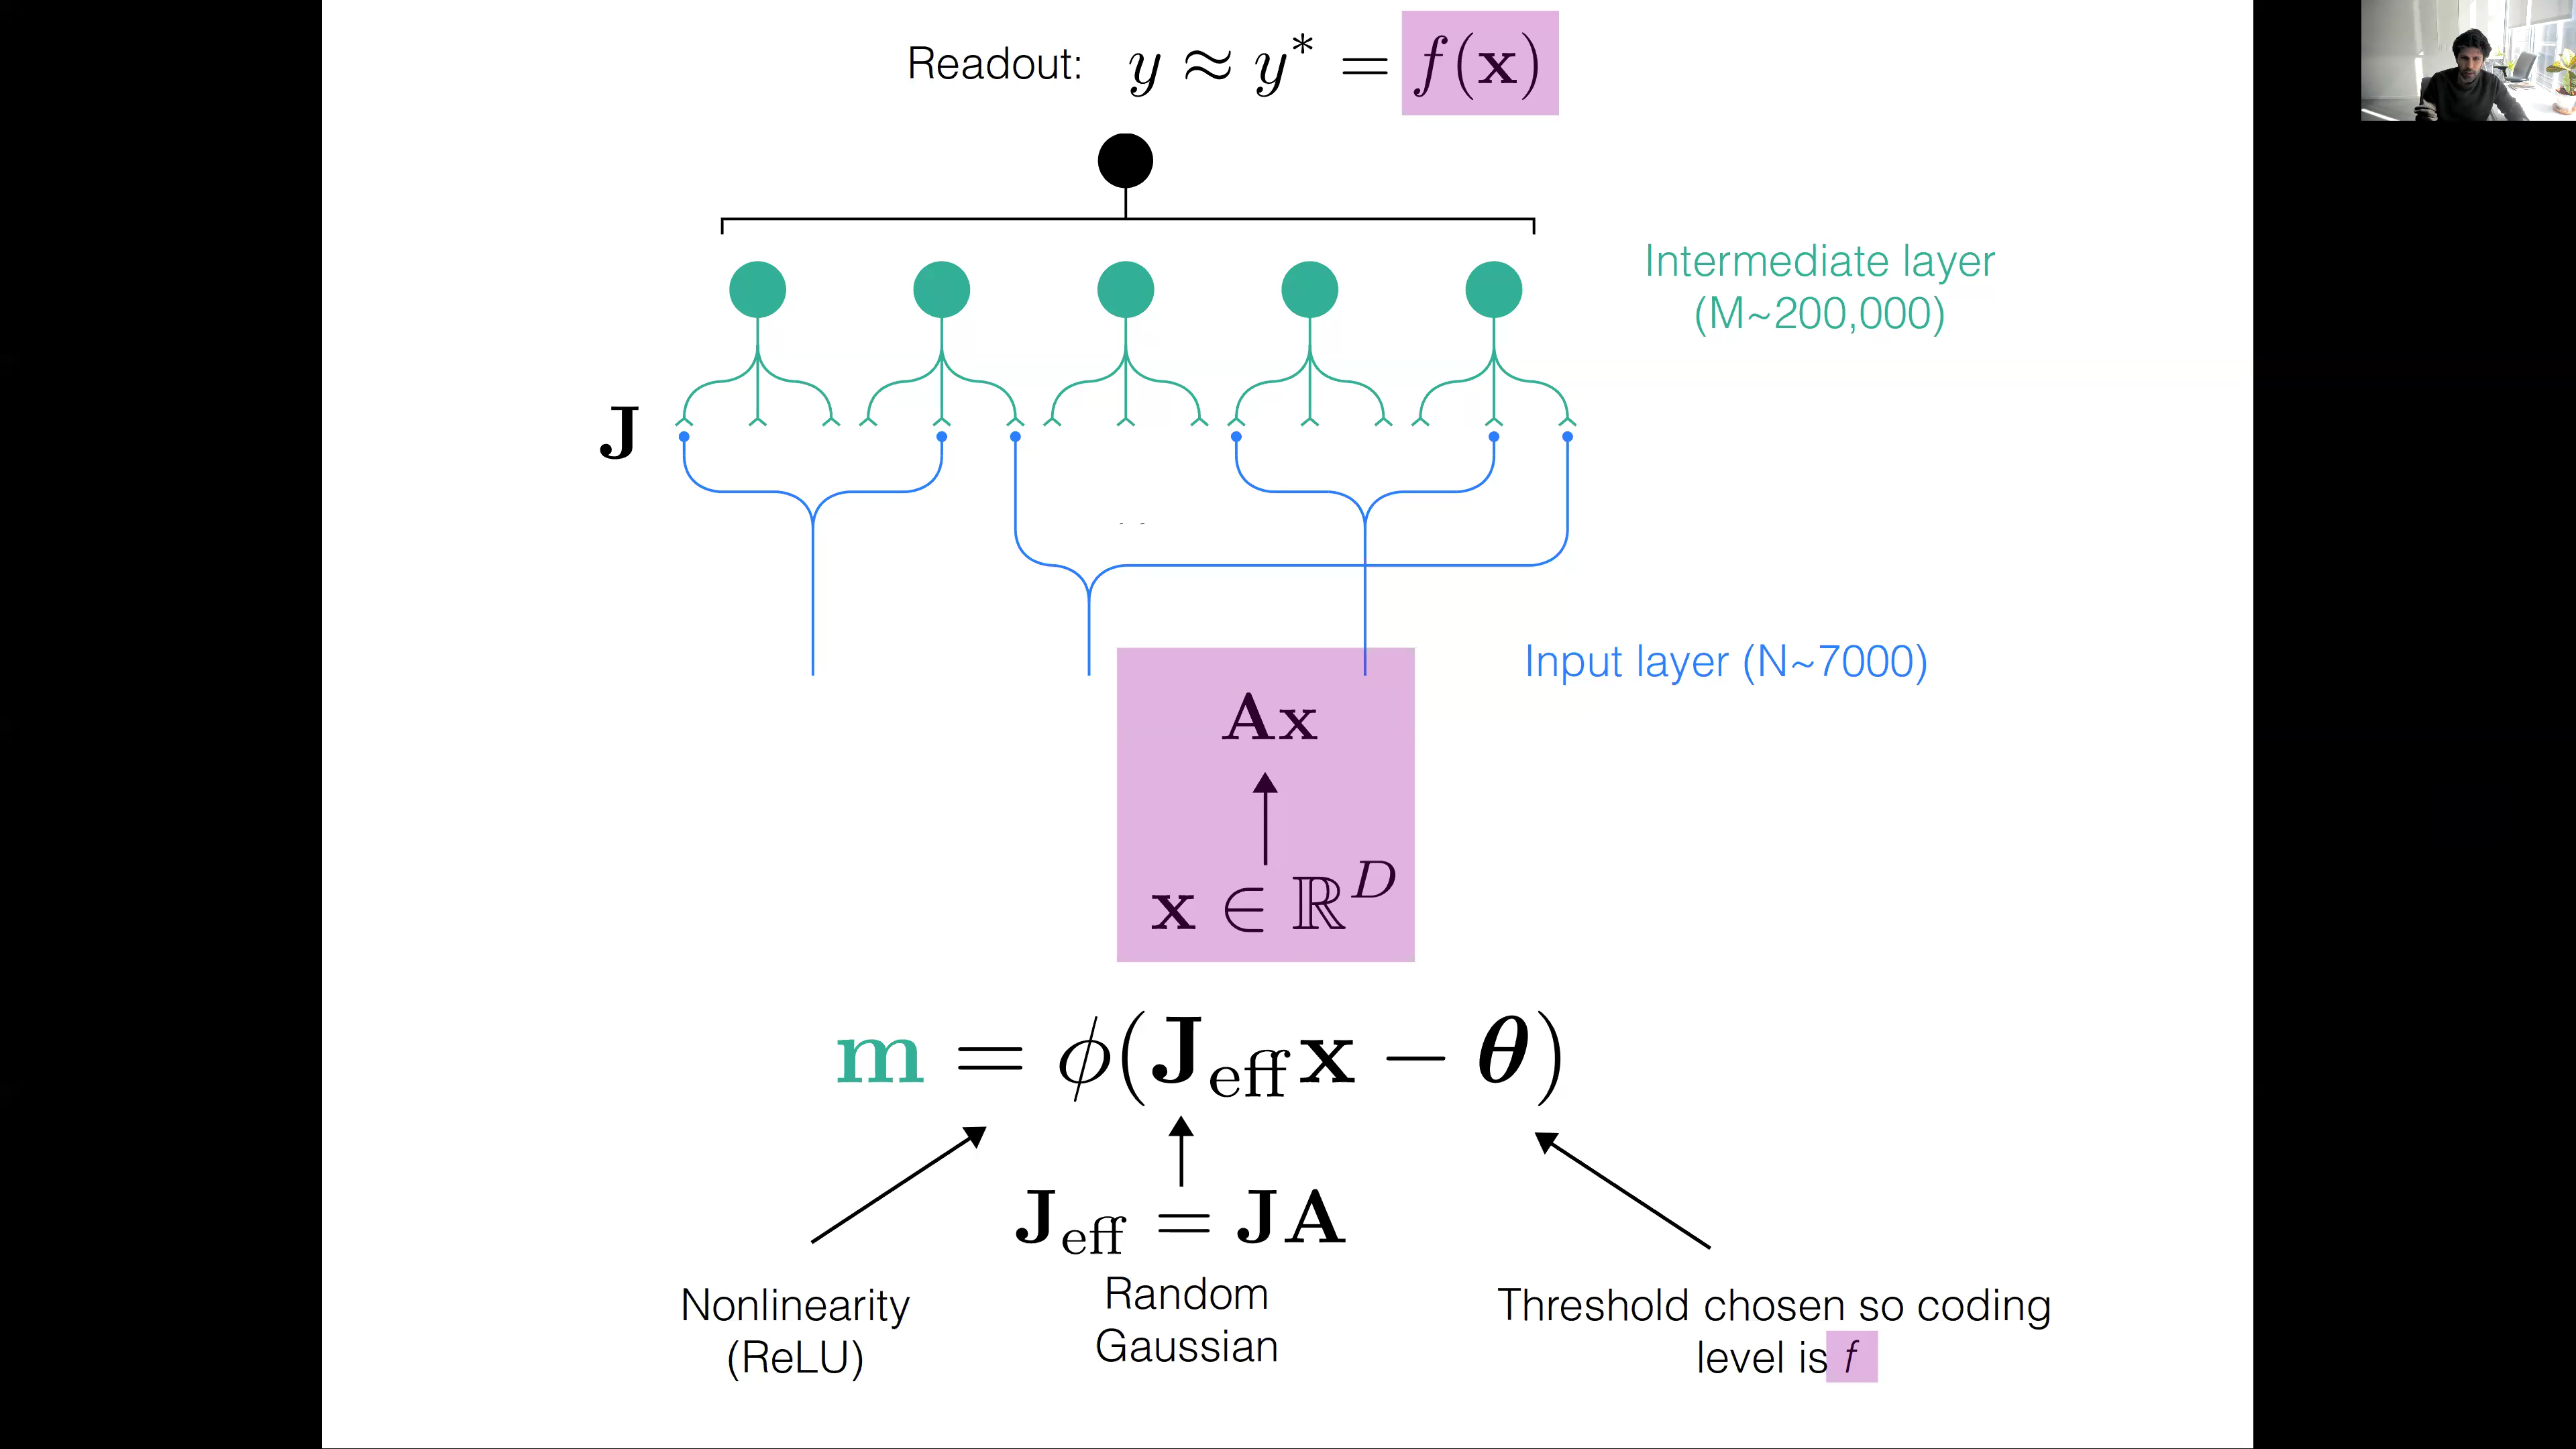 Readout: y ≈ y* = f(x)
Intermediate layer
(M~200,000)
J
Input layer (N~7000)
Ax
x ∈ ℝ^D
m = ϕ(J_eff x − θ)
J_eff = JA
Nonlinearity
(ReLU)
Random
Gaussian
Threshold chosen so coding
level is f